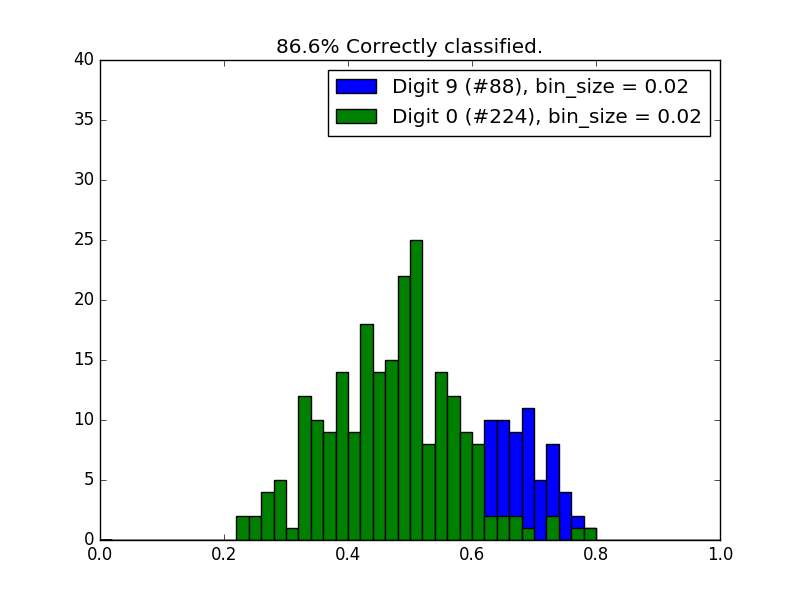 86.6% Correctly classified.
40
Digit 9 (#88), bin_size = 0.02
Digit 0 (#224), bin_size = 0.02
35
30
25
20
15
10
5
0
0.0 0.2 0.4 0.6 0.8 1.0